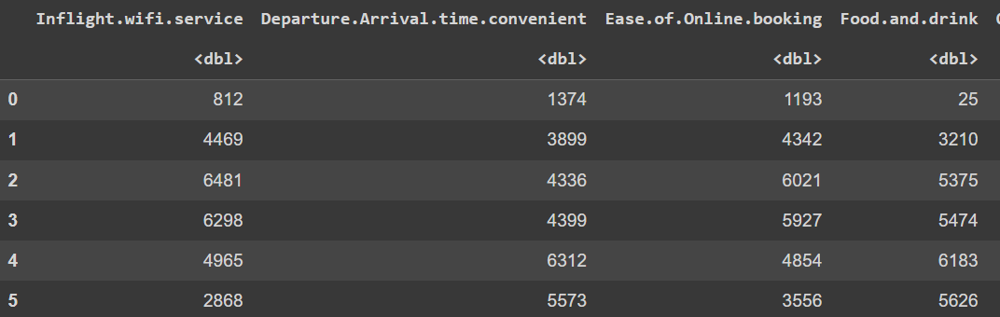 Inflight.wifi.service Departure.Arrival.time.convenient Ease.of.Online.booking Food.and.drink
<dbl> <dbl> <dbl> <dbl>
0 812 1374 1193 25
1 4469 3899 4342 3210
2 6481 4336 6021 5375
3 6298 4399 5927 5474
4 4965 6312 4854 6183
5 2868 5573 3556 5626